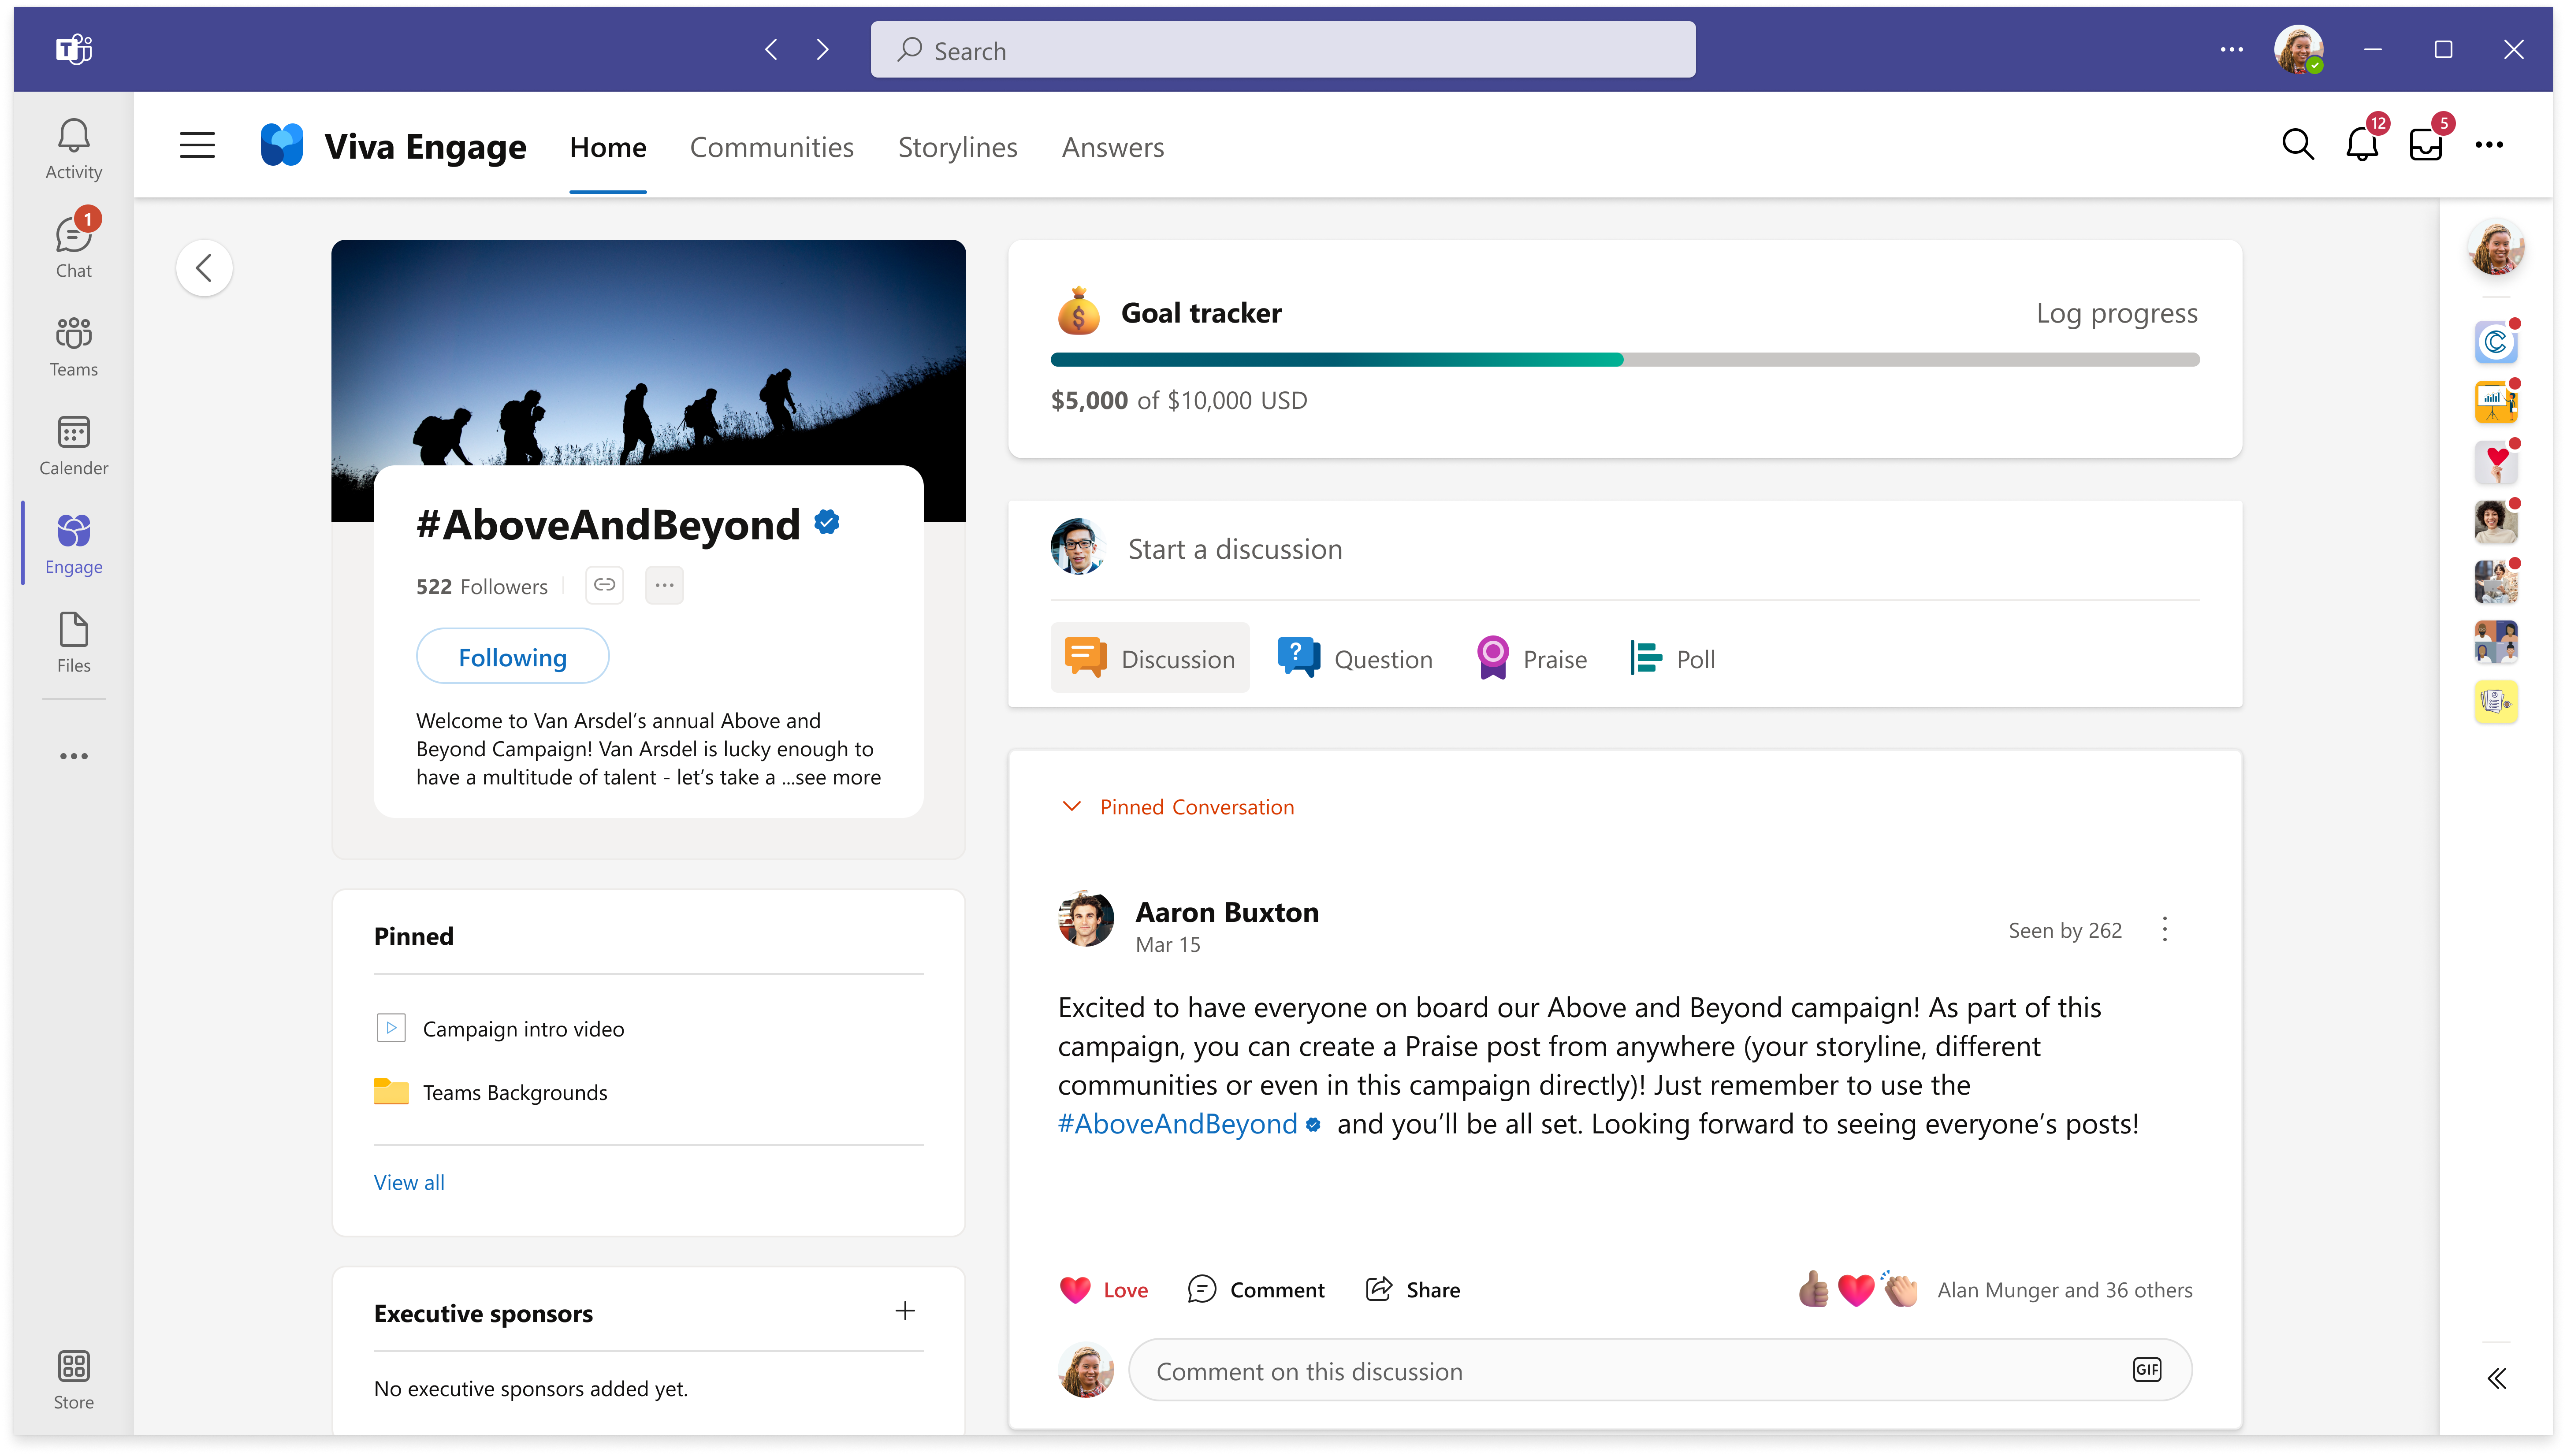 Search
Activity
1
Chat
Teams
Calender
Engage
Files
Store
Viva Engage
Home
Communities
Storylines
Answers
12
5
#AboveAndBeyond
522 Followers
Following
Welcome to Van Arsdel’s annual Above and
Beyond Campaign! Van Arsdel is lucky enough to
have a multitude of talent - let’s take a ...see more
Pinned
Campaign intro video
Teams Backgrounds
View all
Executive sponsors
No executive sponsors added yet.
Goal tracker
Log progress
$5,000 of $10,000 USD
Start a discussion
Discussion
Question
Praise
Poll
Pinned Conversation
Aaron Buxton
Mar 15
Seen by 262
Excited to have everyone on board our Above and Beyond campaign! As part of this
campaign, you can create a Praise post from anywhere (your storyline, different
communities or even in this campaign directly)! Just remember to use the
#AboveAndBeyond and you’ll be all set. Looking forward to seeing everyone’s posts!
Love
Comment
Share
Alan Munger and 36 others
Comment on this discussion
GIF